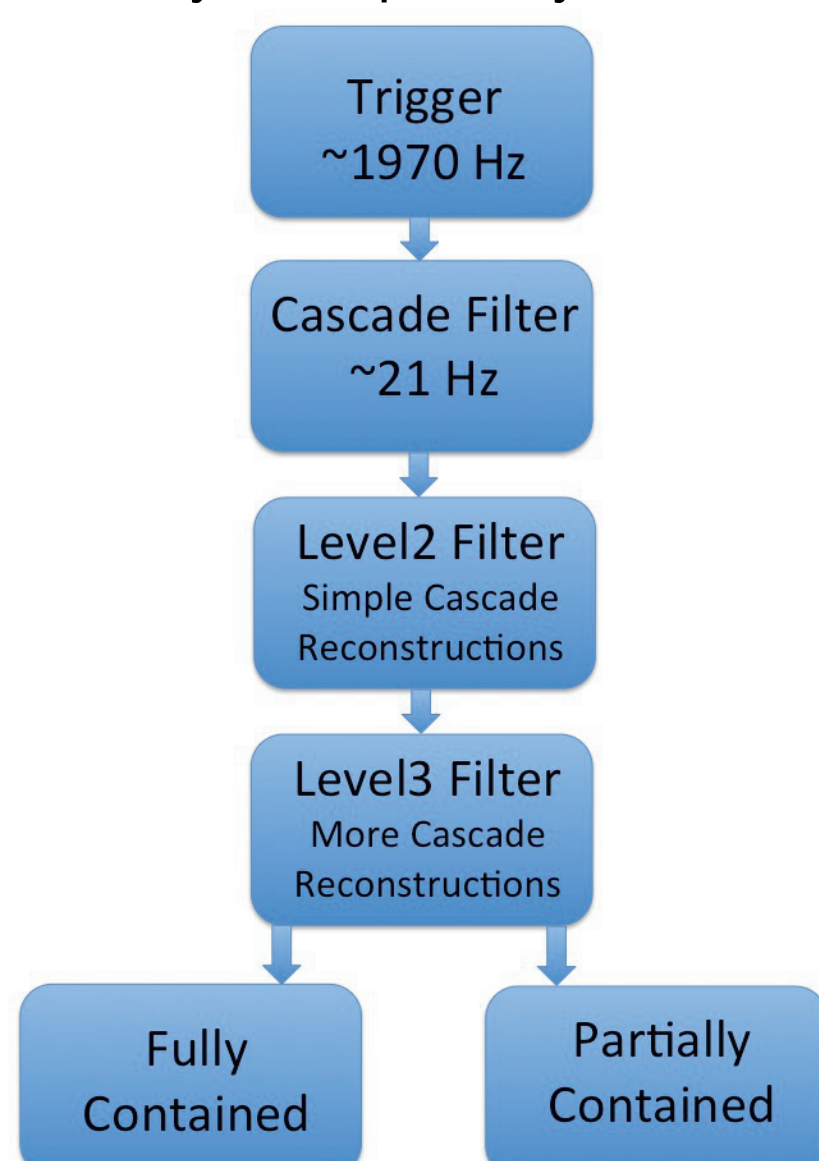 Trigger
~1970 Hz
Cascade Filter
~21 Hz
Level2 Filter
Simple Cascade
Reconstructions
Level3 Filter
More Cascade
Reconstructions
Fully
Contained
Partially
Contained